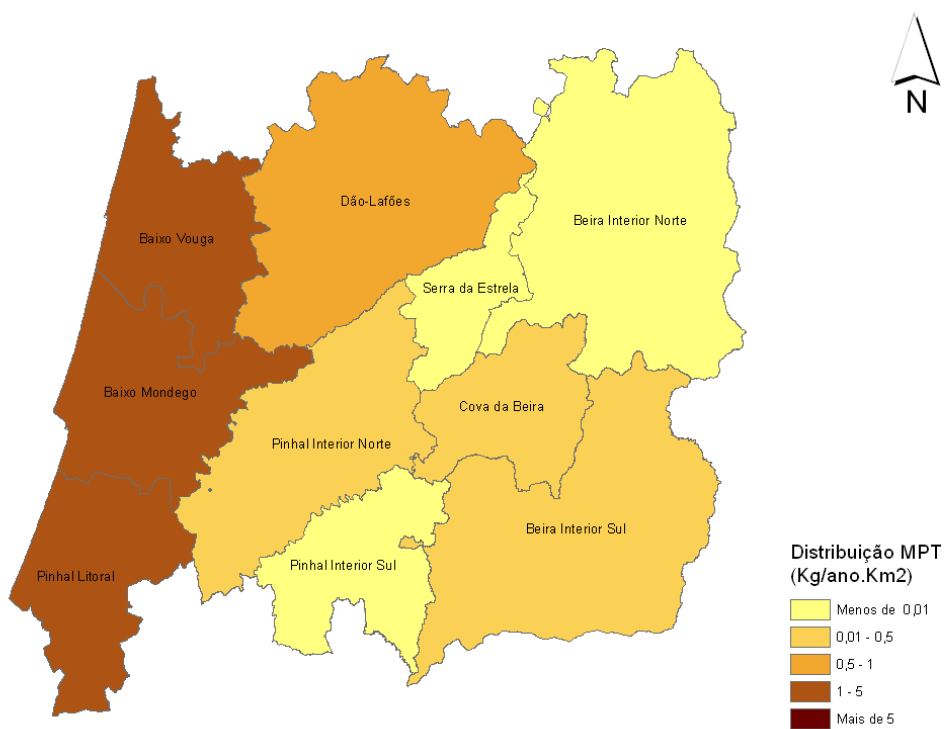 N
Dão-Lafões
Beira Interior Norte
Baixo Vouga
Serra da Estrela
Baixo Mondego
Cova da Beira
Pinhal Interior Norte
Beira Interior Sul
Pinhal Interior Sul
Pinhal Litoral
Distribuição MPT
(Kg/ano.Km2)
Menos de 0,01
0,01 - 0,5
0,5 - 1
1 - 5
Mais de 5